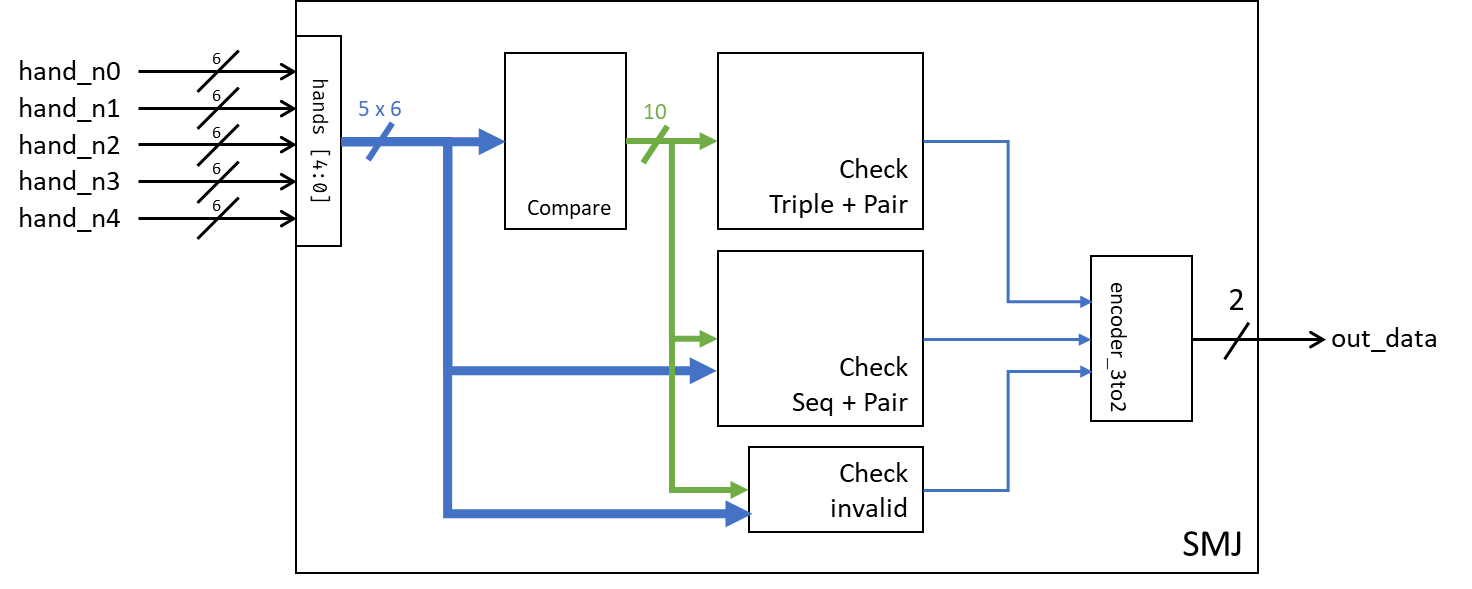 hand_n0
6
hand_n1
6
hand_n2
6
hand_n3
6
hand_n4
6
hands [4:0]
5 x 6
Compare
10
Check
Triple + Pair
Check
Seq + Pair
Check
invalid
encoder_3to2
2
out_data
SMJ